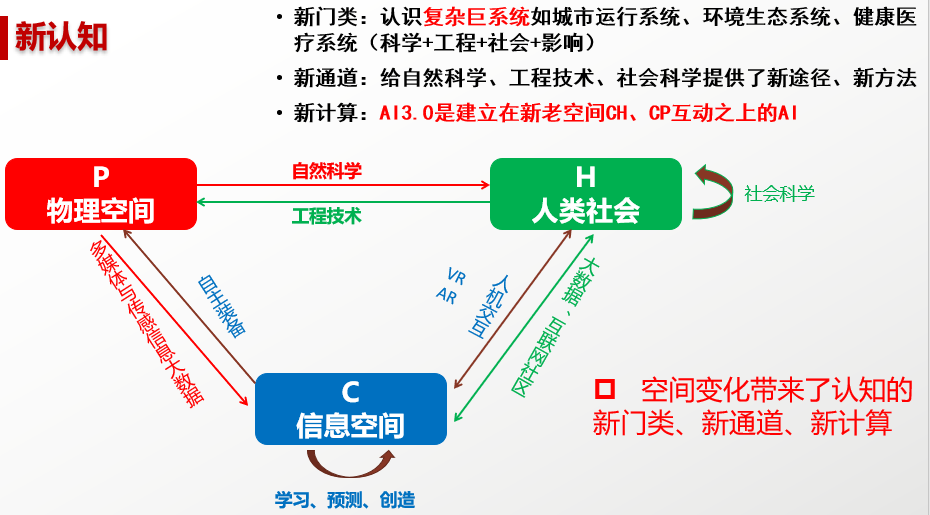 新认知
• 新门类：认识复杂巨系统如城市运行系统、环境生态系统、健康医
疗系统（科学+工程+社会+影响）
• 新通道：给自然科学、工程技术、社会科学提供了新途径、新方法
• 新计算：AI3.0是建立在新老空间CH、CP互动之上的AI
P
物理空间
自然科学
工程技术
H
人类社会
社会科学
多媒体与传感信息大数据
自主装备
VR
AR
人机交互
大数据、互联网社区
C
信息空间
学习、预测、创造
空间变化带来了认知的
新门类、新通道、新计算